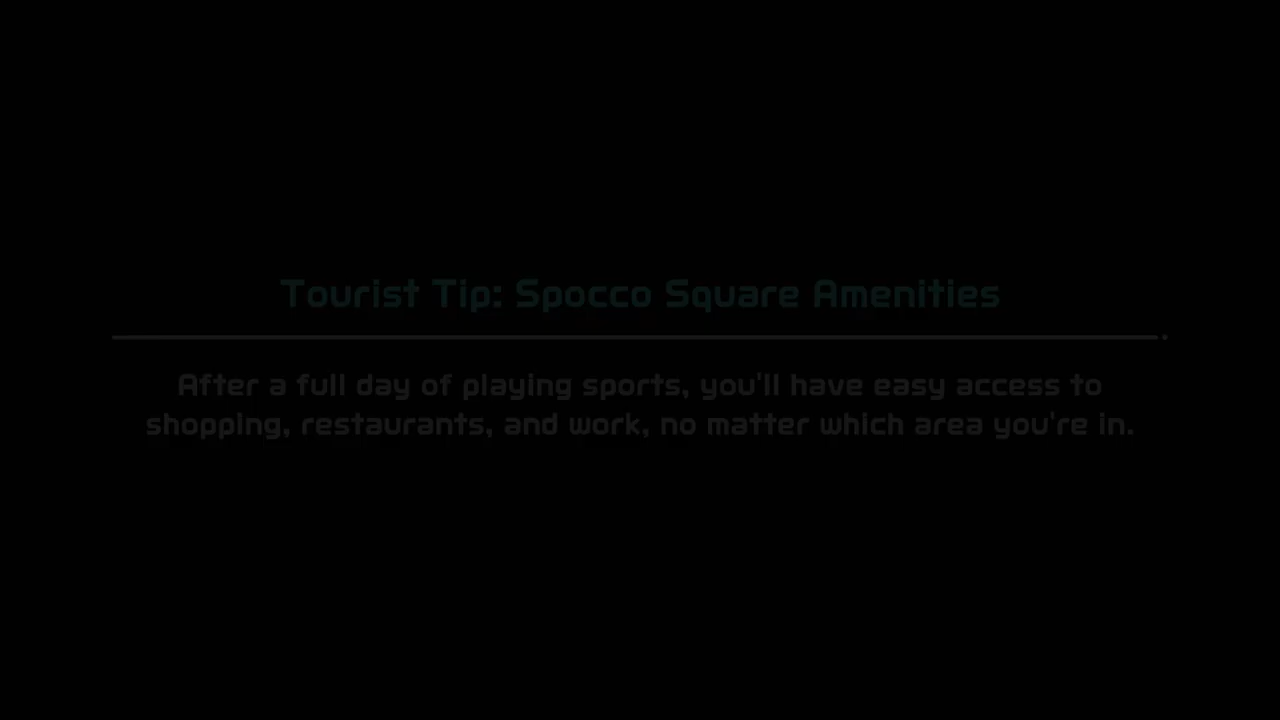 Tourist Tip: Spocco Square Amenities
After a full day of playing sports, you'll have easy access to
shopping, restaurants, and work, no matter which area you're in.